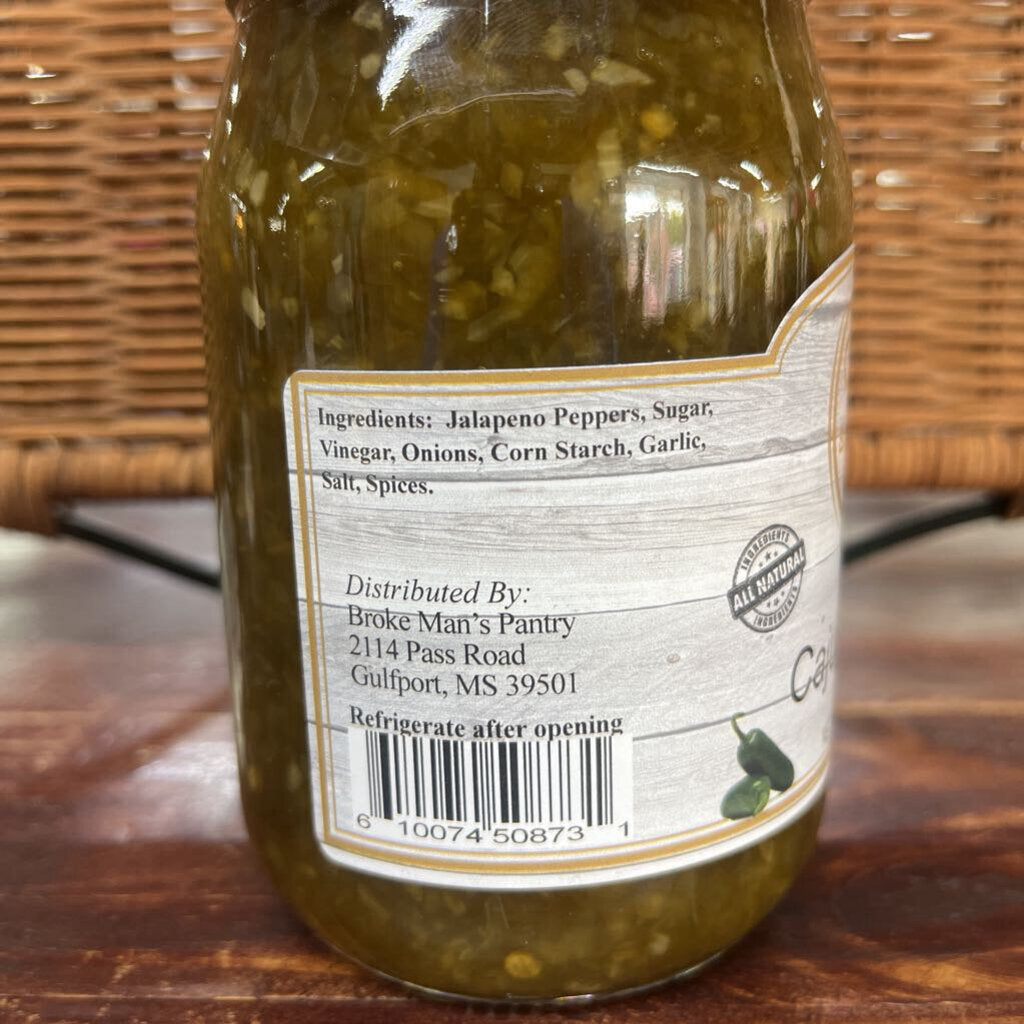 Ingredients: Jalapeno Peppers, Sugar,
Vinegar, Onions, Corn Starch, Garlic,
Salt, Spices.
INGREDIENTS
ALL NATURAL
INGREDIENTS
Distributed By:
Broke Man's Pantry
2114 Pass Road
Gulfport, MS 39501
Refrigerate after opening
6 10074 50873 1